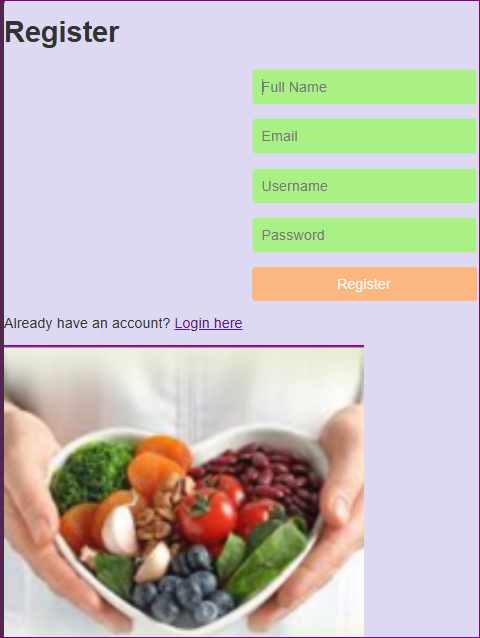 Register
Full Name
Email
Username
Password
Register
Already have an account? Login here